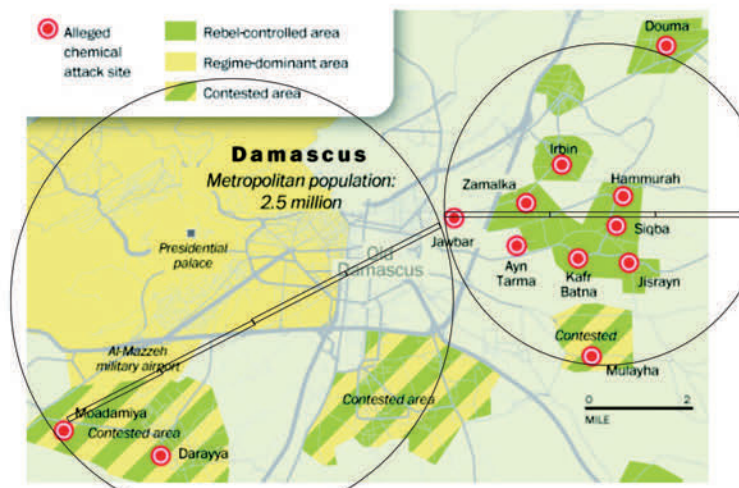 Alleged
chemical
attack site
Rebel-controlled area
Regime-dominant area
Contested area
Douma
Damascus
Metropolitan population:
2.5 million
Irbin
Zamalka
Hammurah
Presidential
palace
Old
Damascus
Jawbar
Siqba
Ayn
Tarma
Kafr
Batna
Jisrayn
Contested
Mulayha
Al-Mazzeh
military airport
Moadamiya
Contested area
Contested area
Darayya
0 2
MILE